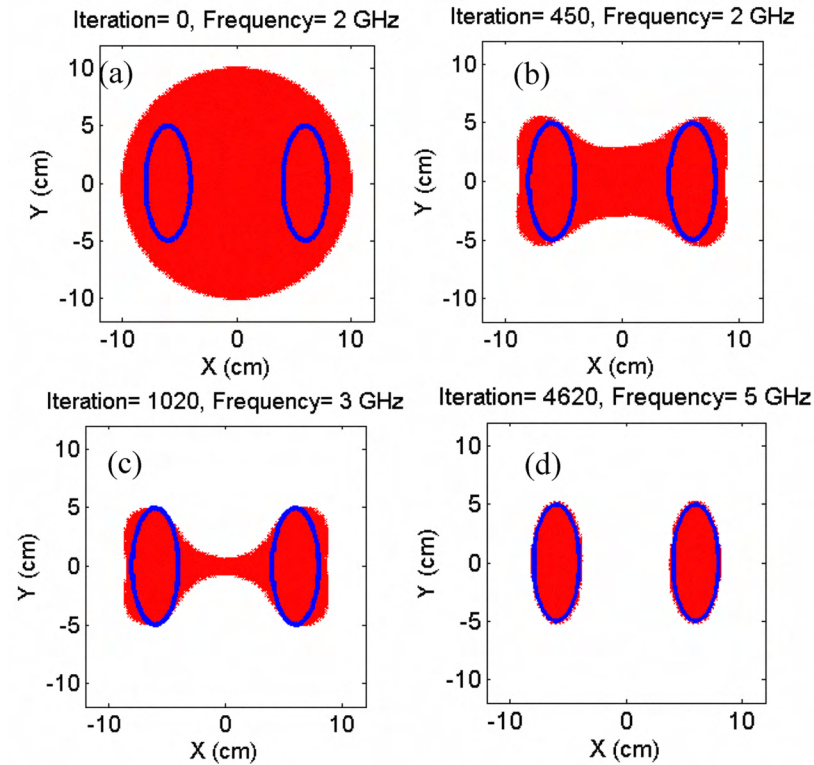 Iteration= 0, Frequency= 2 GHz
(a)
10
5
0
-5
-10
Y (cm)
-10 0 10
X (cm)
Iteration= 450, Frequency= 2 GHz
(b)
10
5
0
-5
-10
Y (cm)
-10 0 10
X (cm)
Iteration= 1020, Frequency= 3 GHz
(c)
10
5
0
-5
-10
Y (cm)
-10 0 10
X (cm)
Iteration= 4620, Frequency= 5 GHz
(d)
10
5
0
-5
-10
Y (cm)
-10 0 10
X (cm)